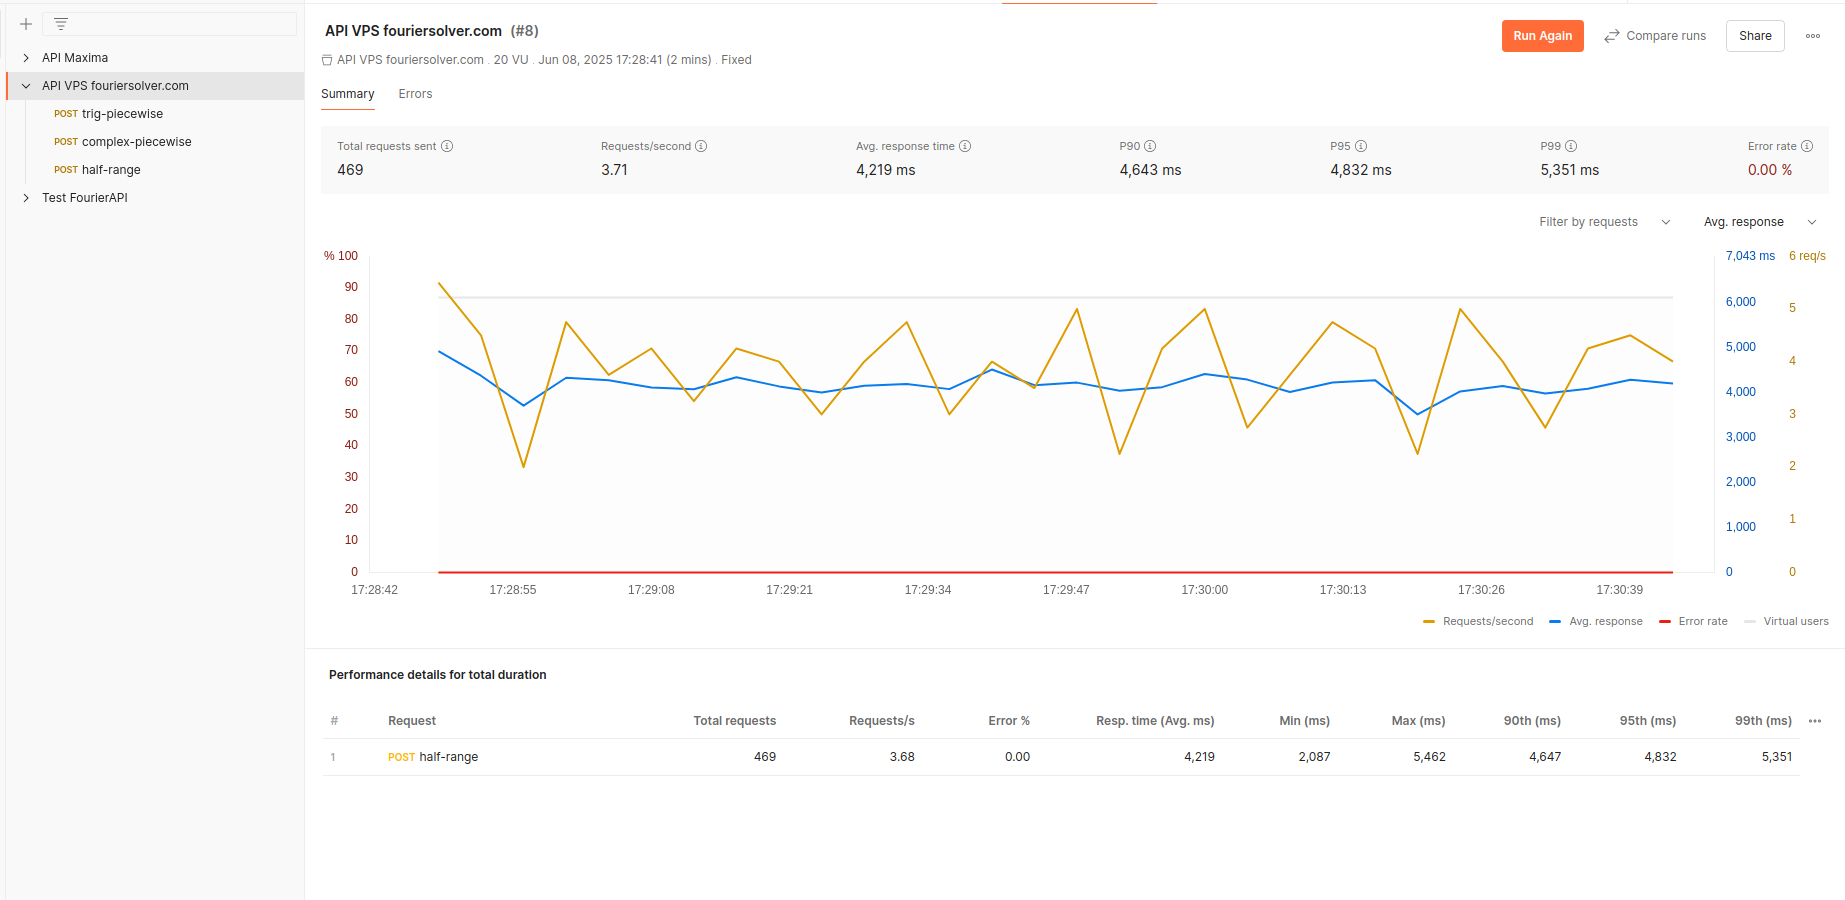 API Maxima
API VPS fouriersolver.com
POST trig-piecewise
POST complex-piecewise
POST half-range
Test FourierAPI
API VPS fouriersolver.com (#8)
Run Again
Compare runs
Share
API VPS fouriersolver.com . 20 VU . Jun 08, 2025 17:28:41 (2 mins) . Fixed
Summary Errors
Total requests sent Requests/second Avg. response time P90 P95 P99 Error rate
469 3.71 4,219 ms 4,643 ms 4,832 ms 5,351 ms 0.00 %
Filter by requests Avg. response
% 100
90
80
70
60
50
40
30
20
10
0
7,043 ms
6,000
5,000
4,000
3,000
2,000
1,000
0
6 req/s
5
4
3
2
1
0
17:28:42 17:28:55 17:29:08 17:29:21 17:29:34 17:29:47 17:30:00 17:30:13 17:30:26 17:30:39
Requests/second Avg. response Error rate Virtual users
Performance details for total duration
# Request Total requests Requests/s Error % Resp. time (Avg. ms) Min (ms) Max (ms) 90th (ms) 95th (ms) 99th (ms)
1 POST half-range 469 3.68 0.00 4,219 2,087 5,462 4,647 4,832 5,351